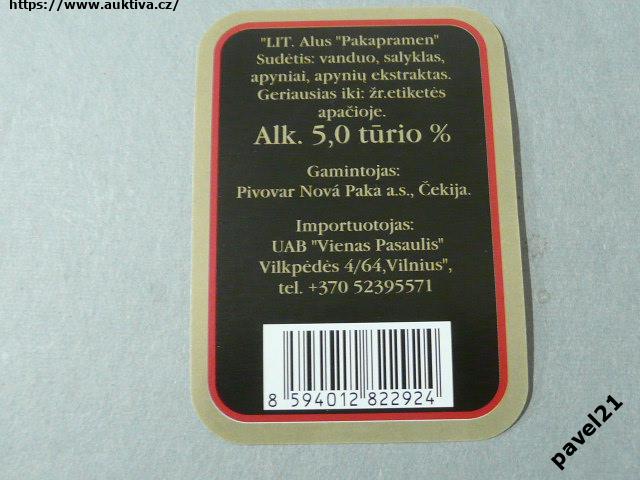 https://www.auktiva.cz/
"LIT. Alus "Pakapramen"
Sudėtis: vanduo, salyklas,
apyniai, apynių ekstraktas.
Geriausias iki: žr.etiketės
apačioje.
Alk. 5,0 tūrio %
Gamintojas:
Pivovar Nová Paka a.s., Čekija.
Importuotojas:
UAB "Vienas Pasaulis"
Vilkpėdės 4/64,Vilnius",
tel. +370 52395571
8 594012 822924
pavel21